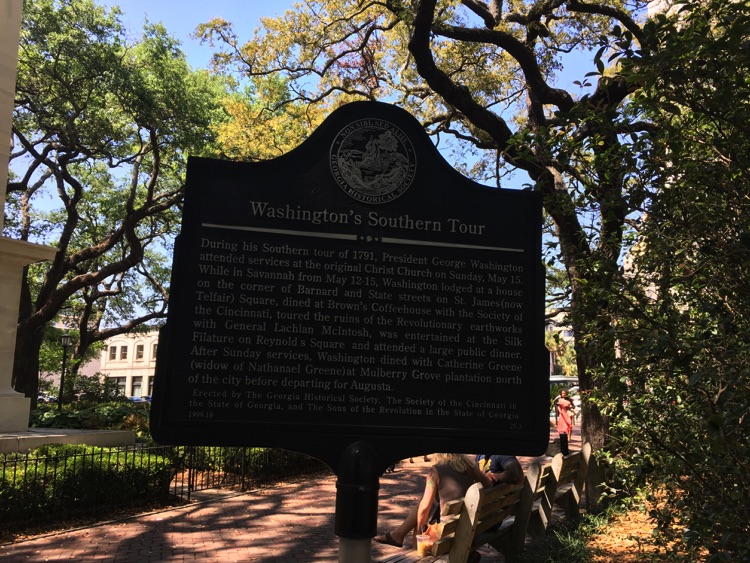 NON SIBI, SED ALIIS
GEORGIA HISTORICAL SOCIETY
Washington's Southern Tour
During his Southern tour of 1791, President George Washington
attended services at the original Christ Church on Sunday, May 15.
While in Savannah from May 12-15, Washington lodged at a house
on the corner of Barnard and State streets on St. James(now
Telfair) Square, dined at Brown's Coffeehouse with the Society of
the Cincinnati, toured the ruins of the Revolutionary earthworks
with General Lachlan McIntosh, was entertained at the Silk
Filature on Reynold's Square and attended a large public dinner.
After Sunday services, Washington dined with Catherine Greene
(widow of Nathanael Greene)at Mulberry Grove plantation north
of the city before departing for Augusta.
Erected by The Georgia Historical Society, The Society of the Cincinnati in
the State of Georgia, and The Sons of the Revolution in the State of Georgia